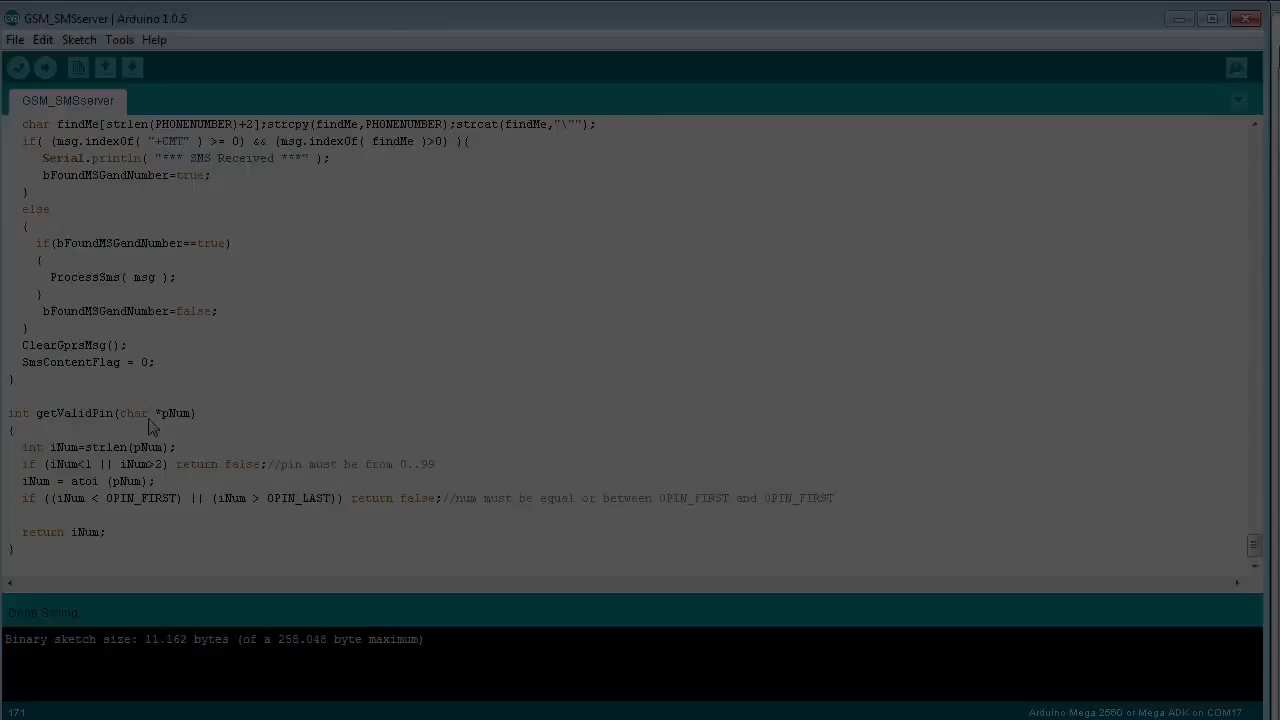 GSM_SMSserver | Arduino 1.0.5
File Edit Sketch Tools Help
GSM_SMSserver
char findMe[strlen(PHONENUMBER)+2];strcpy(findMe,PHONENUMBER);strcat(findMe,"\"");
if( (msg.indexOf( "+CMT" ) >= 0) && (msg.indexOf( findMe )>0) ){
Serial.println( "*** SMS Received ***" );
bFoundMSGandNumber=true;
}
else
{
if(bFoundMSGandNumber==true)
{
ProcessSms( msg );
}
bFoundMSGandNumber=false;
}
ClearGprsMsg();
SmsContentFlag = 0;
}
int getValidPin(char *pNum)
{
int iNum=strlen(pNum);
if (iNum<1 || iNum>2) return false;//pin must be from 0..99
iNum = atoi (pNum);
if ((iNum < OPIN_FIRST) || (iNum > OPIN_LAST)) return false;//num must be equal or between OPIN_FIRST and OPIN_FIRST
return iNum;
}
Done Saving.
Binary sketch size: 11.162 bytes (of a 258.048 byte maximum)
171
Arduino Mega 2560 or Mega ADK on COM17